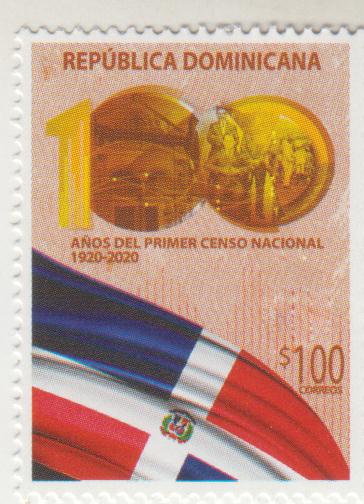 REPÚBLICA DOMINICANA
100
AÑOS DEL PRIMER CENSO NACIONAL
1920-2020
$100
CORREOS